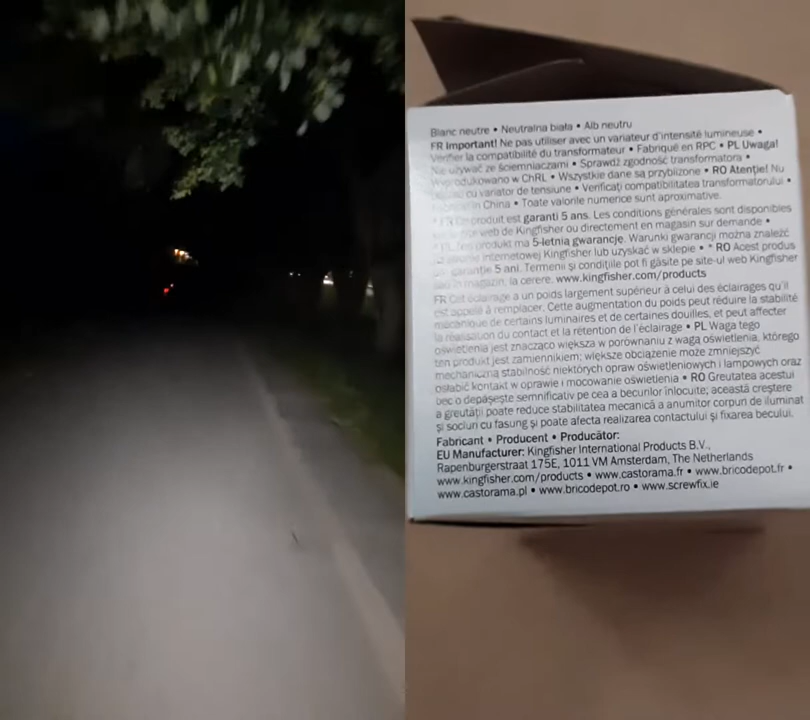 Blanc neutre • Neutralna biała • Alb neutru
FR Important! Ne pas utiliser avec un variateur d'intensité lumineuse •
Vérifier la compatibilité du transformateur • Fabriqué en RPC • PL Uwaga!
Nie używać ze ściemniaczami • Sprawdź zgodność transformatora •
Wyprodukowano w ChRL • Wszystkie dane są przybliżone • RO Atenție! Nu
cu variator de tensiune • Verificați compatibilitatea transformatorului •
in China • Toate valorile numerice sunt aproximative.
produit est garanti 5 ans. Les conditions générales sont disponibles
web de Kingfisher ou directement en magasin sur demande •
* PL Ten produkt ma 5-letnią gwarancję. Warunki gwarancji można znaleźć
internetowej Kingfisher lub uzyskać w sklepie • * RO Acest produs
garanție 5 ani. Termenii și condițiile pot fi găsite pe site-ul web Kingfisher
magazin, la cerere. www.kingfisher.com/products
FR Cet éclairage a un poids largement supérieur à celui des éclairages qu'il
est appelé à remplacer. Cette augmentation du poids peut réduire la stabilité
mécanique de certains luminaires et de certaines douilles, et peut affecter
la réalisation du contact et la rétention de l'éclairage • PL Waga tego
oświetlenia jest znacząco większa w porównaniu z wagą oświetlenia, którego
ten produkt jest zamiennikiem; większe obciążenie może zmniejszyć
mechaniczną stabilność niektórych opraw oświetleniowych i lampowych oraz
osłabić kontakt w oprawie i mocowanie oświetlenia • RO Greutatea acestui
bec o depășește semnificativ pe cea a becurilor înlocuite; această creștere
a greutății poate reduce stabilitatea mecanică a anumitor corpuri de iluminat
și socluri cu fasung și poate afecta realizarea contactului și fixarea becului.
Fabricant • Producent • Producător:
EU Manufacturer: Kingfisher International Products B.V.,
Rapenburgerstraat 175E, 1011 VM Amsterdam, The Netherlands
www.kingfisher.com/products • www.castorama.fr • www.bricodepot.fr •
www.castorama.pl • www.bricodepot.ro • www.screwfix.ie